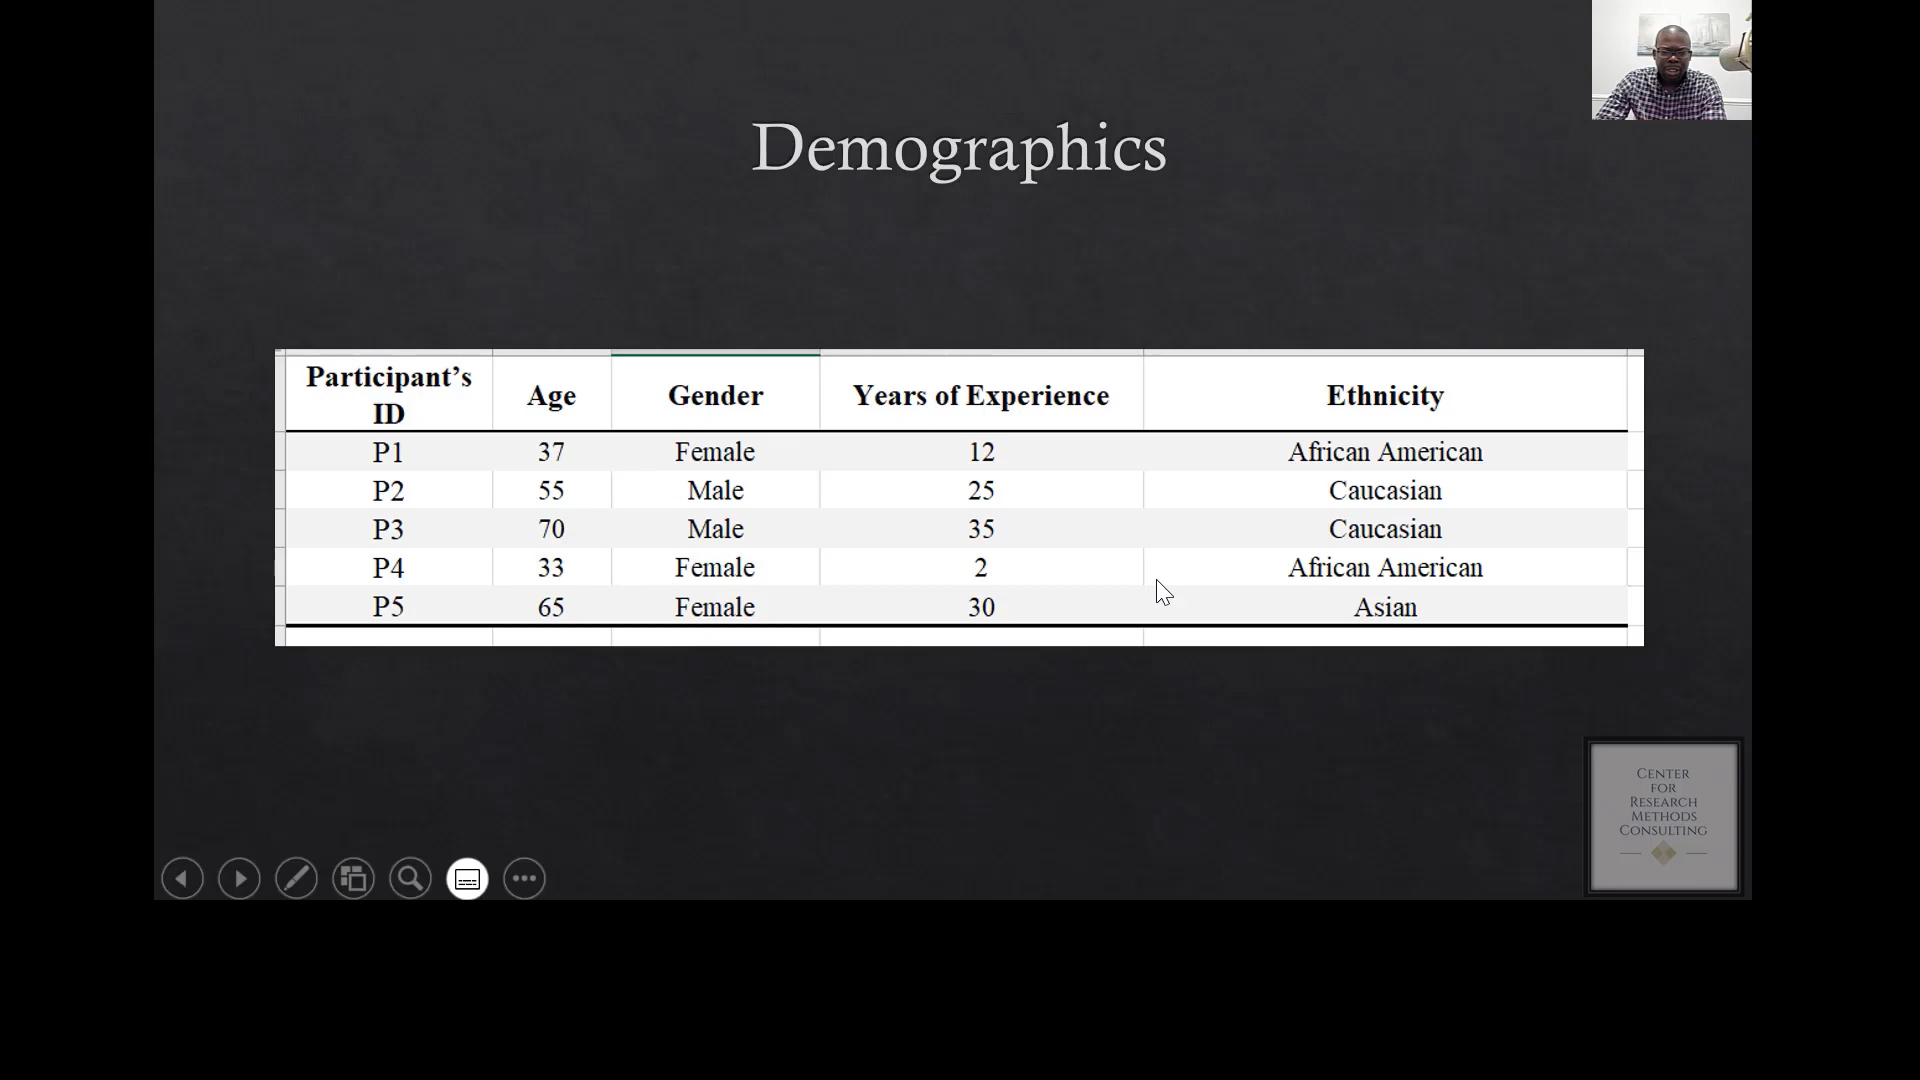 Demographics
Participant’s ID Age Gender Years of Experience Ethnicity
P1 37 Female 12 African American
P2 55 Male 25 Caucasian
P3 70 Male 35 Caucasian
P4 33 Female 2 African American
P5 65 Female 30 Asian
CENTER
FOR
RESEARCH
METHODS
CONSULTING